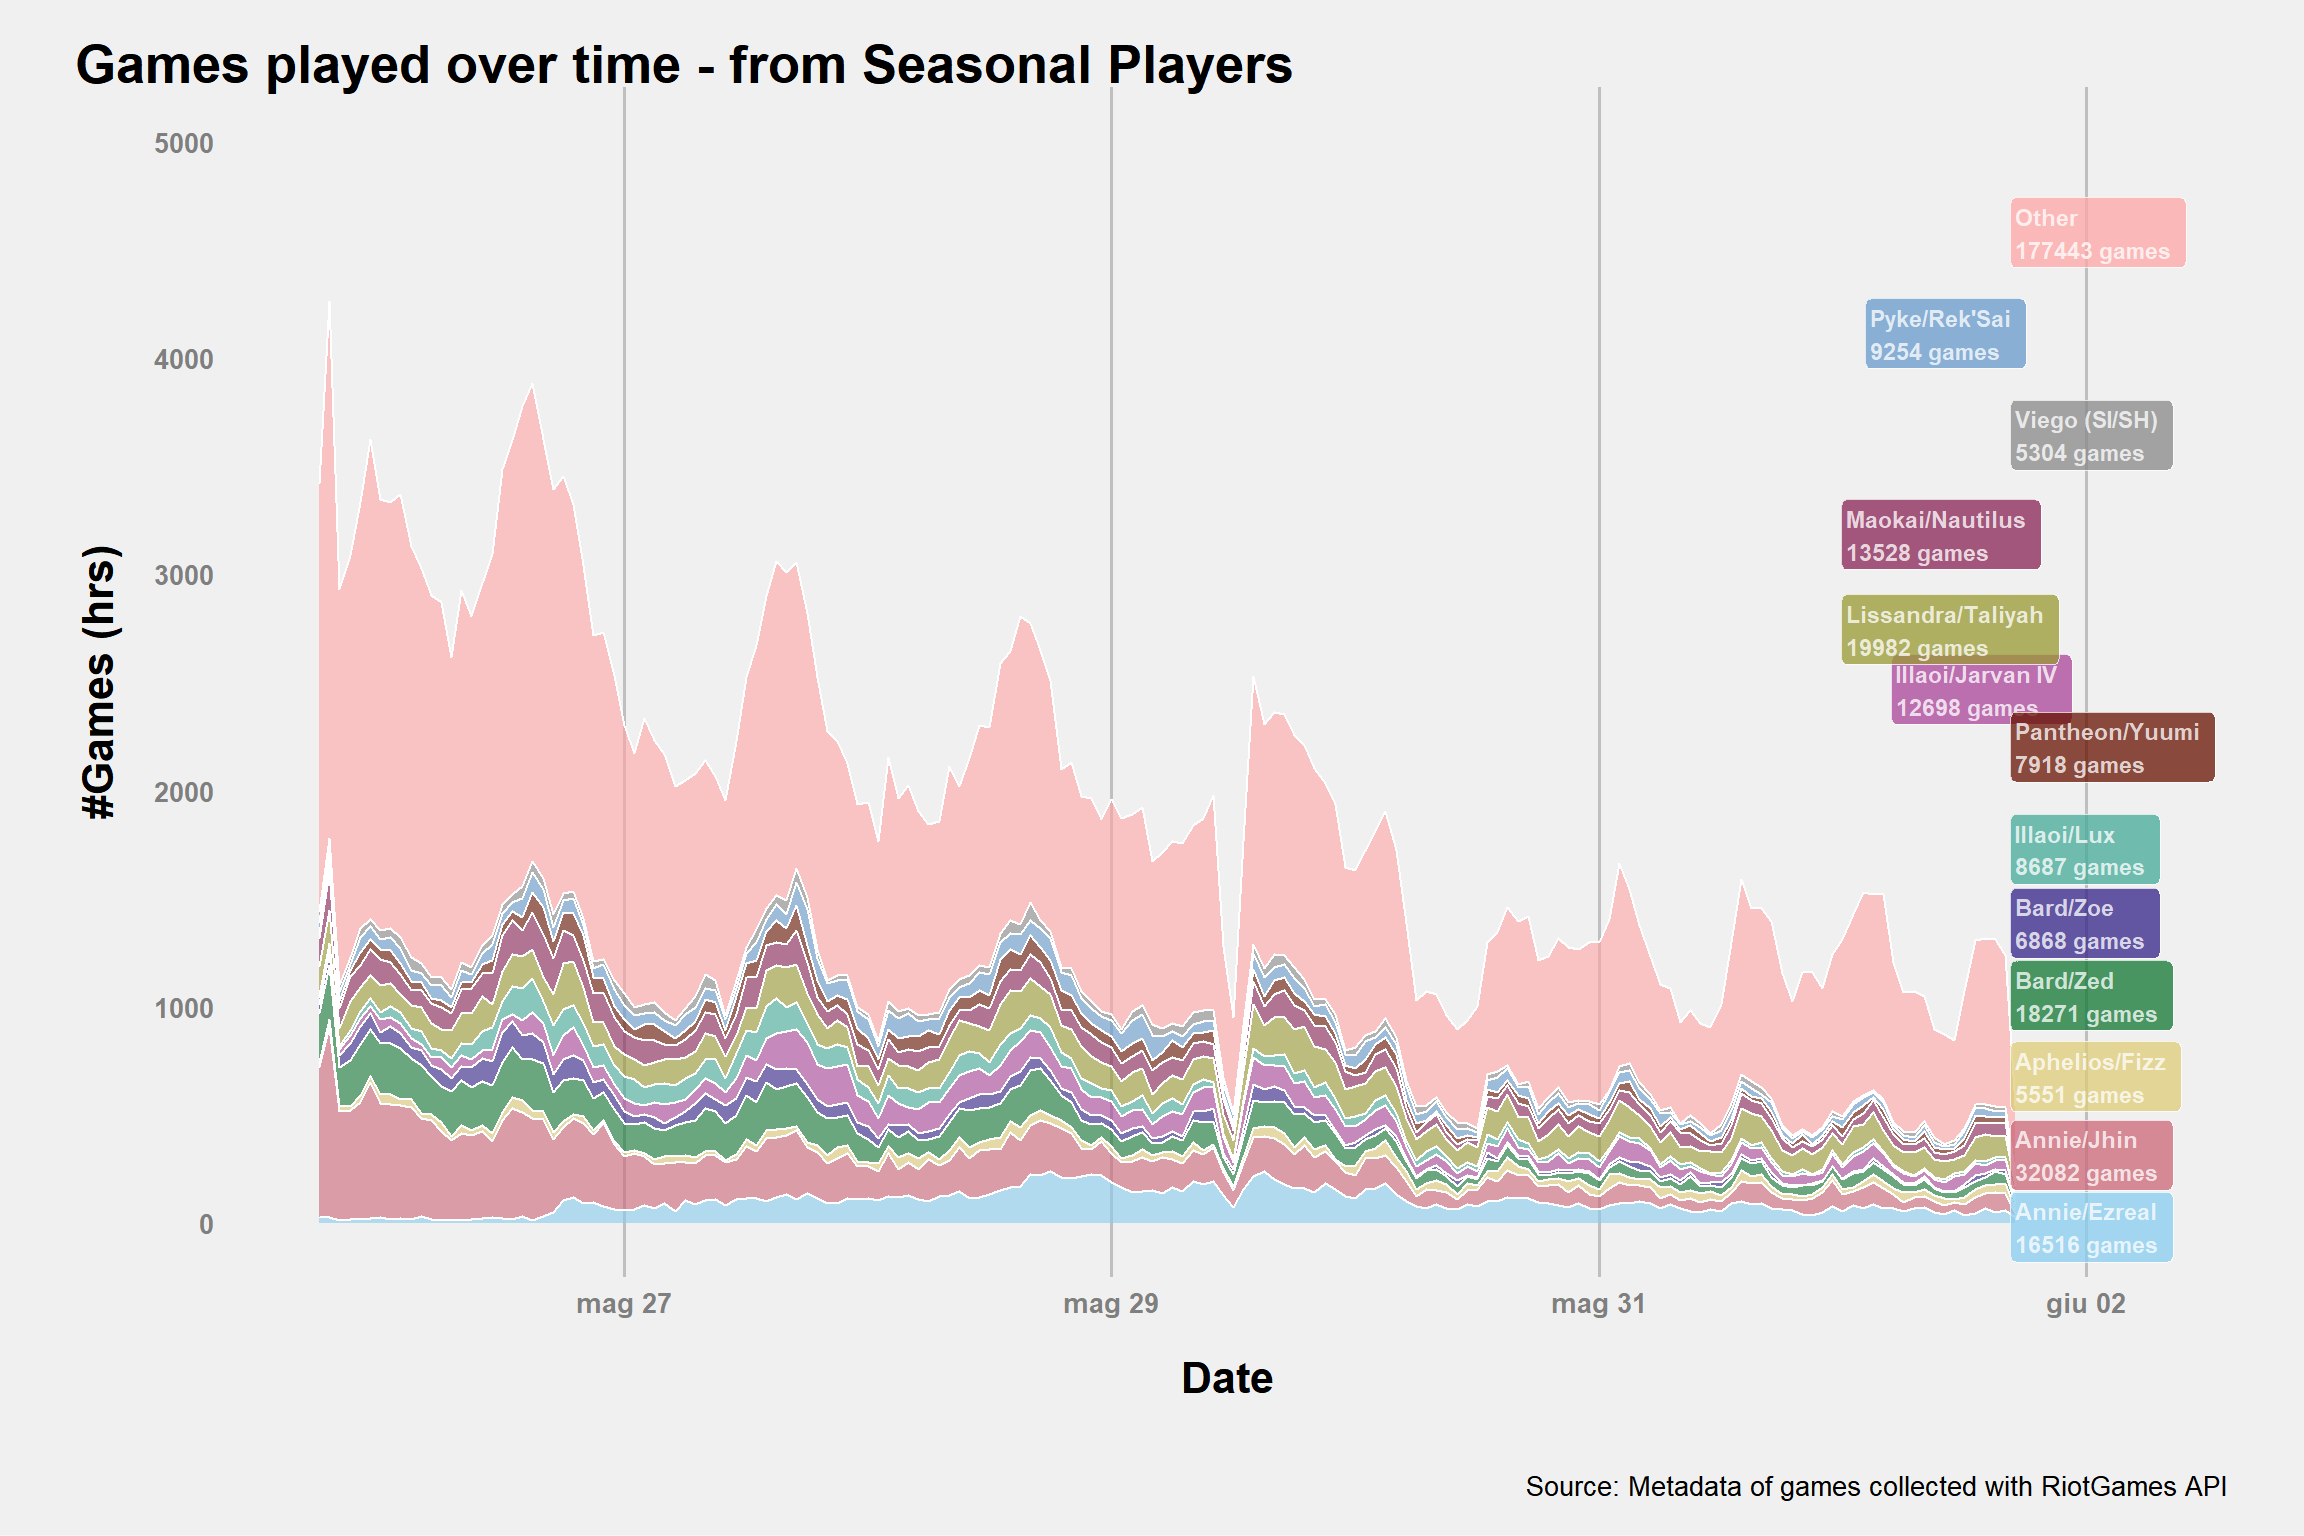 Games played over time - from Seasonal Players
#Games (hrs)
5000
4000
3000
2000
1000
0
Other
177443 games
Pyke/Rek'Sai
9254 games
Viego (SI/SH)
5304 games
Maokai/Nautilus
13528 games
Lissandra/Taliyah
19982 games
Illaoi/Jarvan IV
12698 games
Pantheon/Yuumi
7918 games
Illaoi/Lux
8687 games
Bard/Zoe
6868 games
Bard/Zed
18271 games
Aphelios/Fizz
5551 games
Annie/Jhin
32082 games
Annie/Ezreal
16516 games
mag 27
mag 29
mag 31
giu 02
Date
Source: Metadata of games collected with RiotGames API